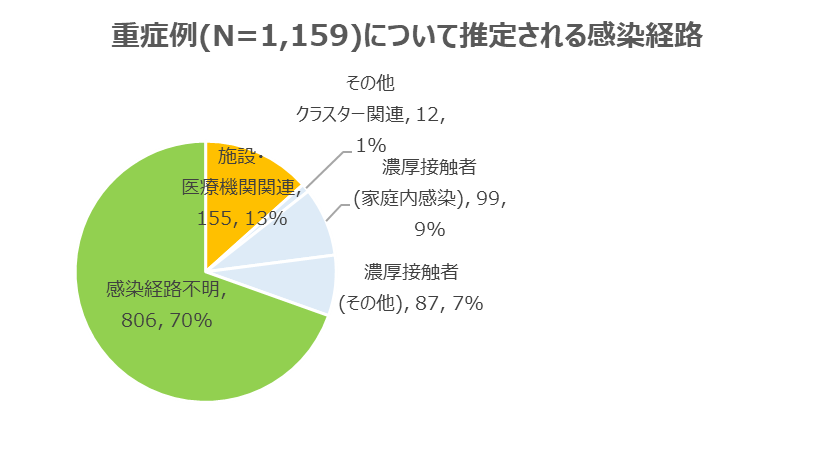 重症例(N=1,159)について推定される感染経路
その他
クラスター関連, 12,
1%
施設・
医療機関関連,
155, 13%
濃厚接触者
(家庭内感染), 99,
9%
濃厚接触者
(その他), 87, 7%
感染経路不明,
806, 70%